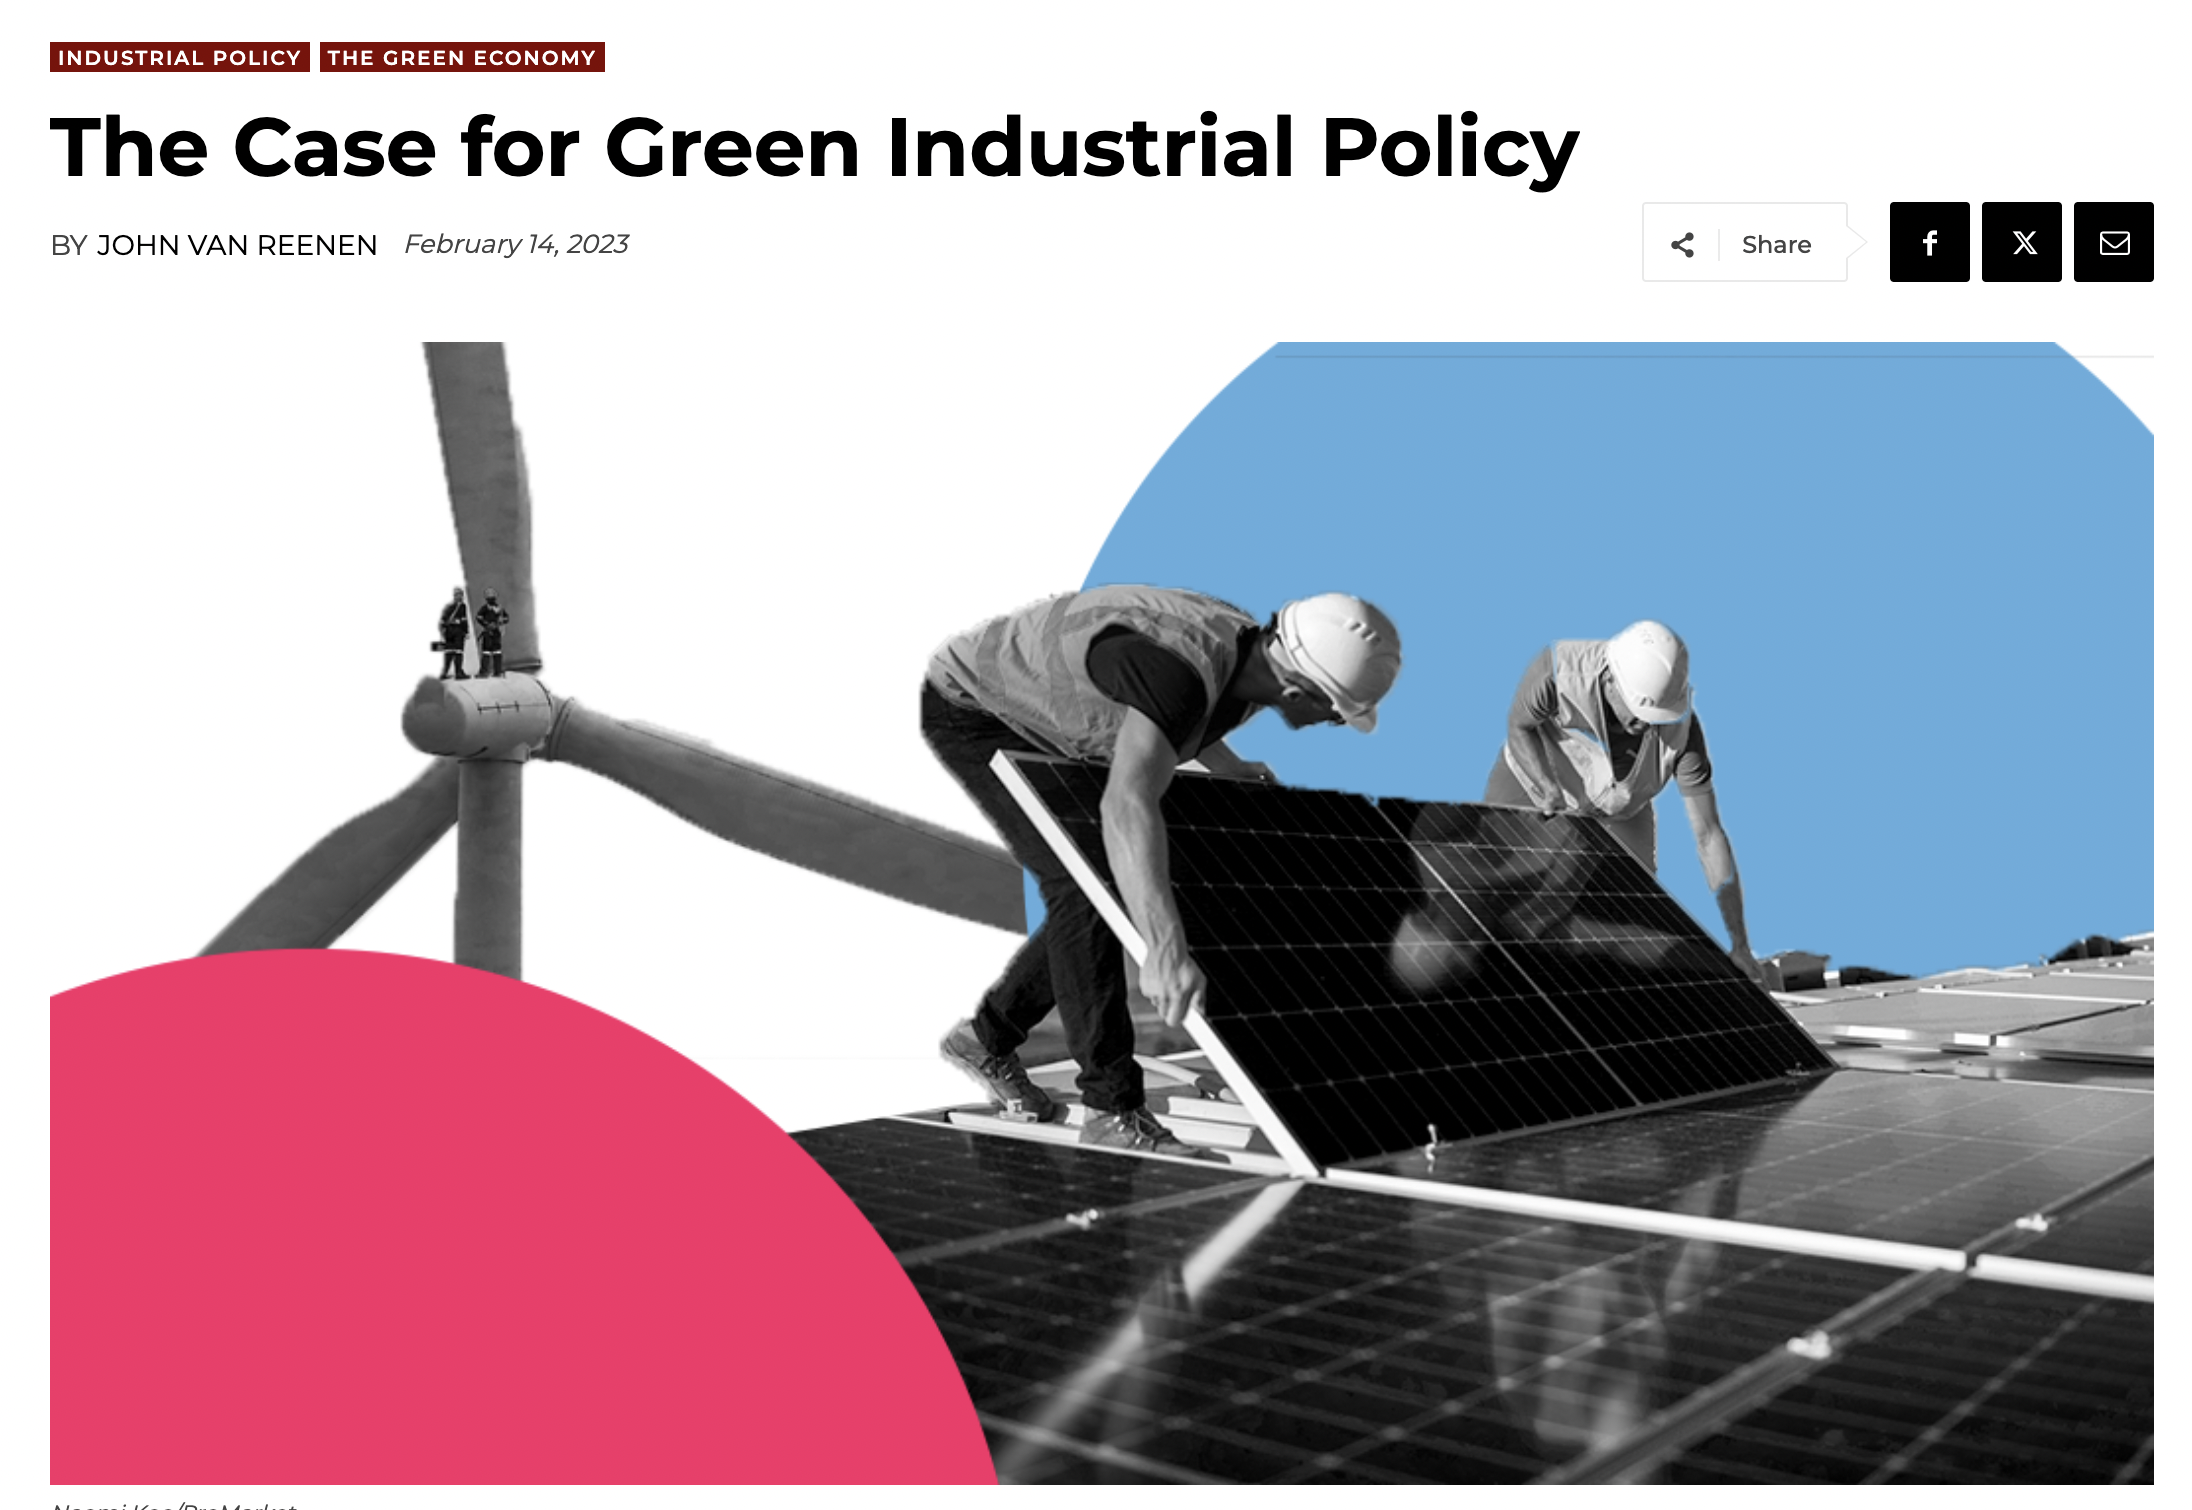 INDUSTRIAL POLICY THE GREEN ECONOMY
The Case for Green Industrial Policy
BY JOHN VAN REENEN February 14, 2023
Share